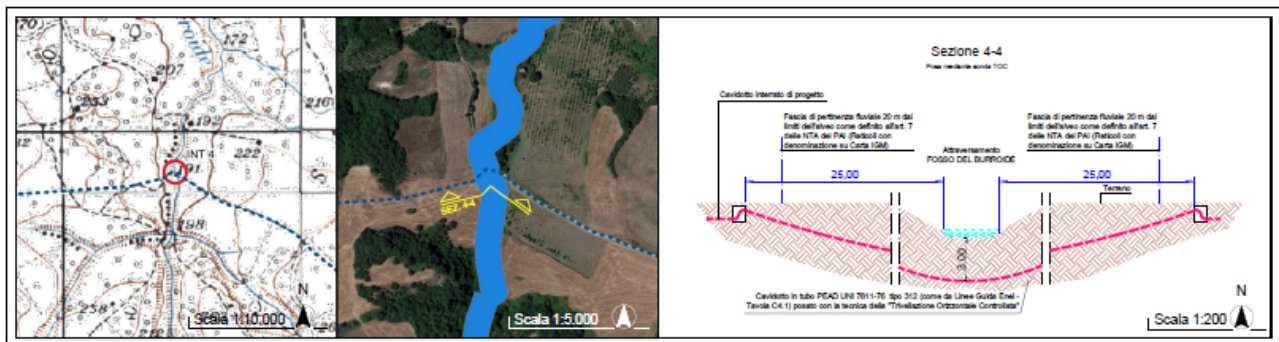 207
172
233
216
192
INT 4
222
91
198
S
238
N
Scala 1:10.000
SEZ. 4-4
Scala 1:5.000
Sezione 4-4
Posa mediante sonda TOC
Cavidotto interrato di progetto
Fascia di pertinenza fluviale 20 m dai
limiti dell'alveo come definito all'art. 7
delle NTA del PAI (Reticoli con
denominazione su Carta IGM)
Fascia di pertinenza fluviale 20 m dai
limiti dell'alveo come definito all'art. 7
delle NTA del PAI (Reticoli con
denominazione su Carta IGM)
Attraversamento
FOSSO DEL BURROIDE
25,00
25,00
Terreno
3,00
Cavidotto in tubo PEAD UNI 7611-76 tipo 312 (come da Linee Guida Enel -
Tavola C4.1) posato con la tecnica della "Trivellazione Orizzontale Controllata"
N
Scala 1:200